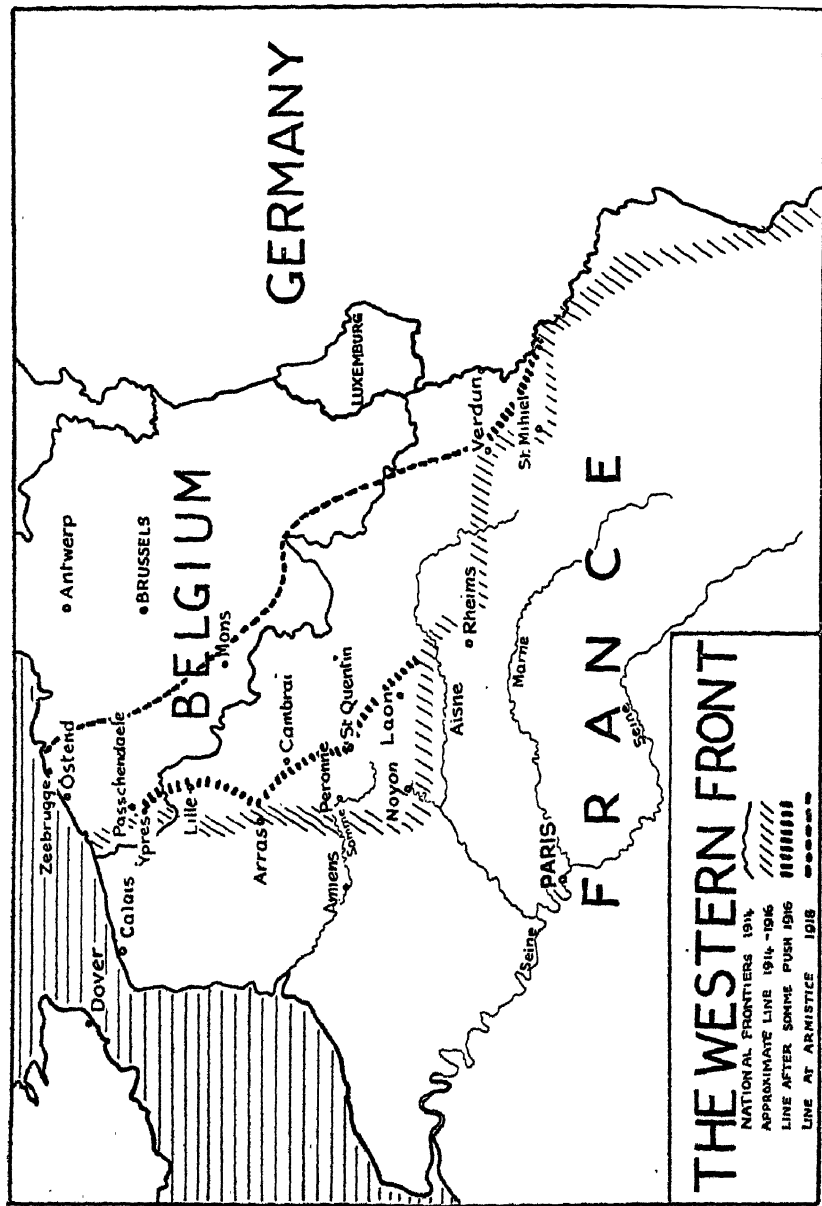 Dover
Calais
Zeebrugge
Ostend
Antwerp
BRUSSELS
Passchendaele
Ypres
Lille
BELGIUM
Mons
GERMANY
LUXEMBURG
Arras
Cambrai
Amiens
Somme
Peronne
St Quentin
Noyon
Laon
Aisne
Rheims
Verdun
St. Mihiel
Marne
Seine
PARIS
Seine
FRANCE
THE WESTERN FRONT
NATIONAL FRONTIERS 1914
APPROXIMATE LINE 1914-1916
LINE AFTER SOMME PUSH 1916
LINE AT ARMISTICE 1918